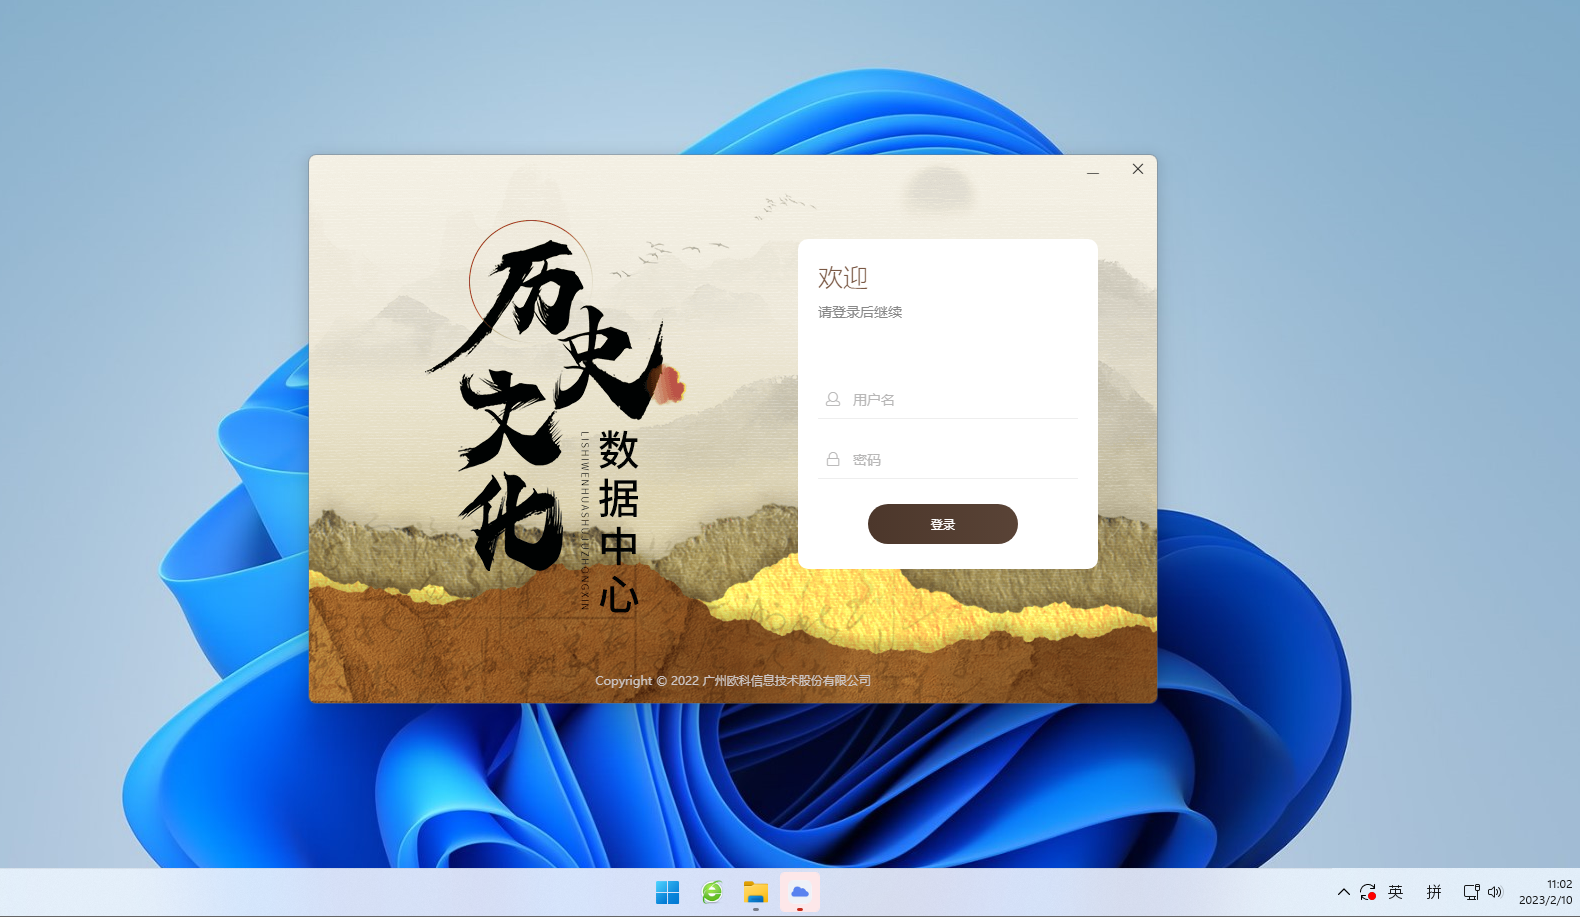 历史
文化
数据中心
LISHIWENHUASHUJUZHONGXIN
欢迎
请登录后继续
用户名
密码
登录
Copyright © 2022 广州欧科信息技术股份有限公司
英
拼
11:02
2023/2/10